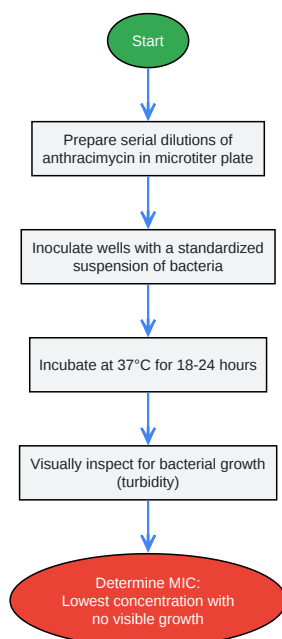 Start
Prepare serial dilutions of
anthracimycin in microtiter plate
Inoculate wells with a standardized
suspension of bacteria
Incubate at 37°C for 18-24 hours
Visually inspect for bacterial growth
(turbidity)
Determine MIC:
Lowest concentration with
no visible growth